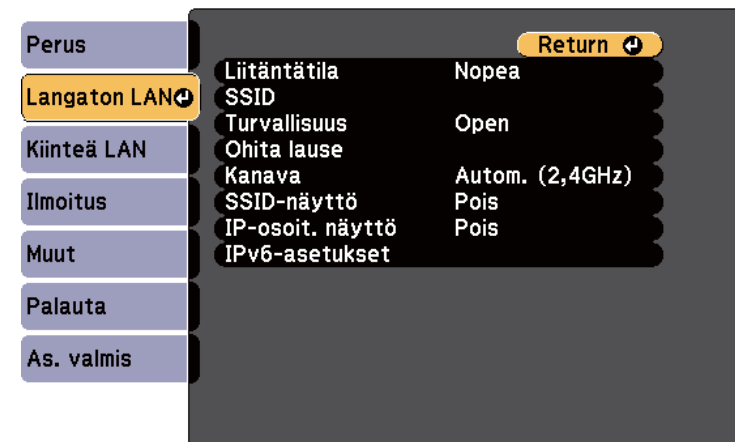 Perus
Langaton LAN
Kiinteä LAN
Ilmoitus
Muut
Palauta
As. valmis
Return
Liitäntätila Nopea
SSID
Turvallisuus Open
Ohita lause
Kanava Autom. (2,4GHz)
SSID-näyttö Pois
IP-osoit. näyttö Pois
IPv6-asetukset